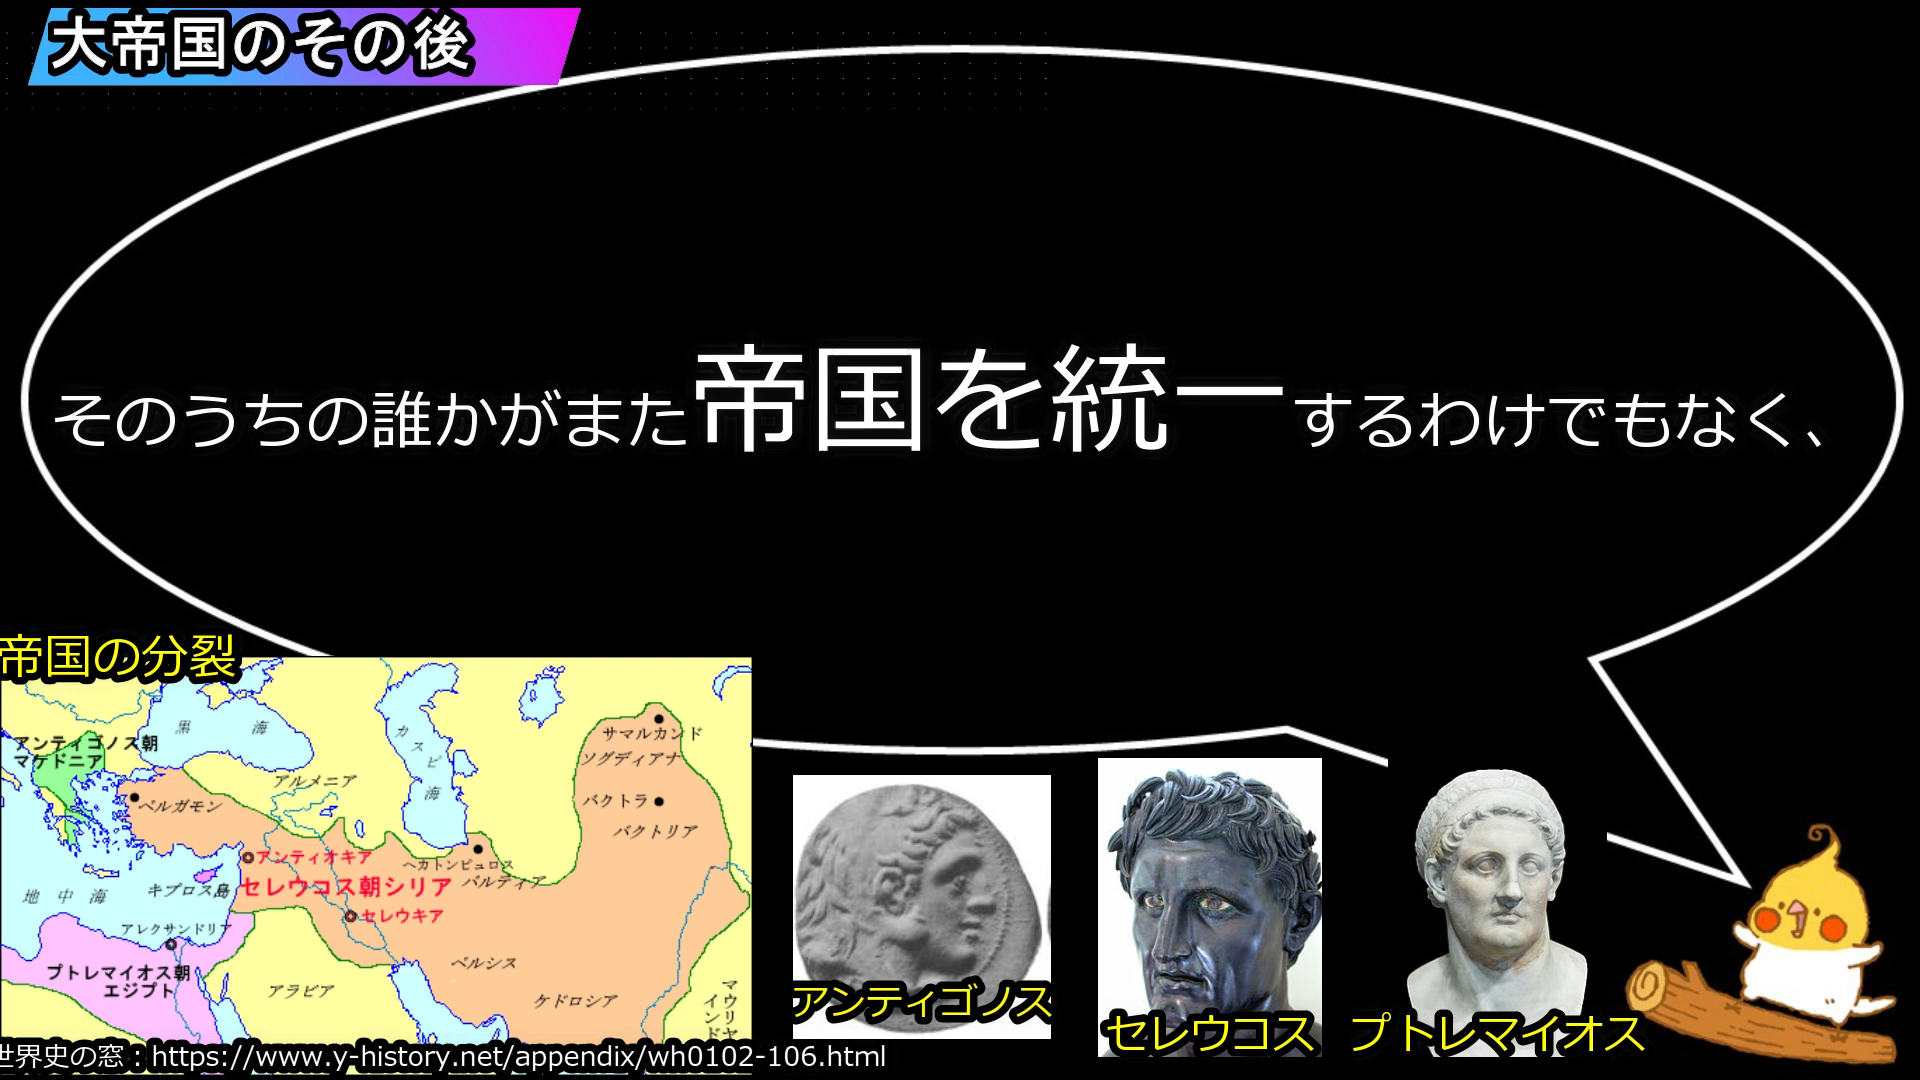 大帝国のその後
そのうちの誰かがまた帝国を統一するわけでもなく、
帝国の分裂
黒 海
カスピ海
サマルカンド
ソグディアナ
アンティゴノス朝
マケドニア
アルメニア
ペルガモン
バクトラ
バクトリア
アンティオキア
ヘカトンピュロス
パルティア
セレウコス朝シリア
キプロス島
地 中 海
セレウキア
アレクサンドリア
プトレマイオス朝
エジプト
ペルシス
アラビア
ケドロシア
マウリヤ
インド
アンティゴノス
セレウコス
プトレマイオス
世界史の窓：https://www.y-history.net/appendix/wh0102-106.html